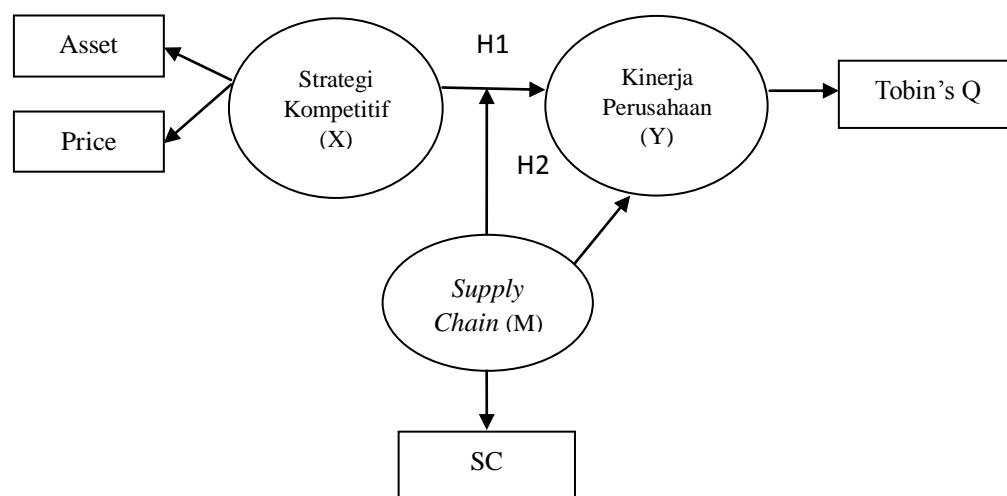 Asset
Price
Strategi
Kompetitif
(X)
H1
Kinerja
Perusahaan
(Y)
Tobin’s Q
H2
Supply
Chain (M)
SC